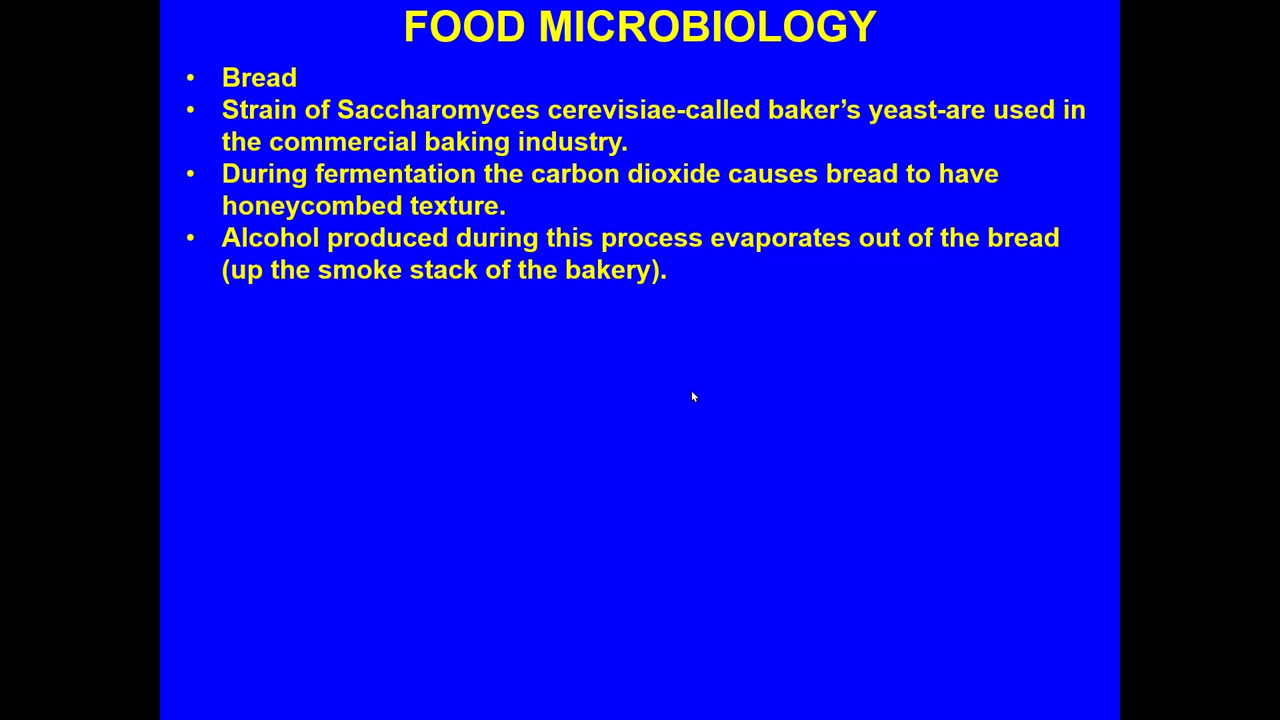 FOOD MICROBIOLOGY
• Bread
• Strain of Saccharomyces cerevisiae-called baker’s yeast-are used in
the commercial baking industry.
• During fermentation the carbon dioxide causes bread to have
honeycombed texture.
• Alcohol produced during this process evaporates out of the bread
(up the smoke stack of the bakery).